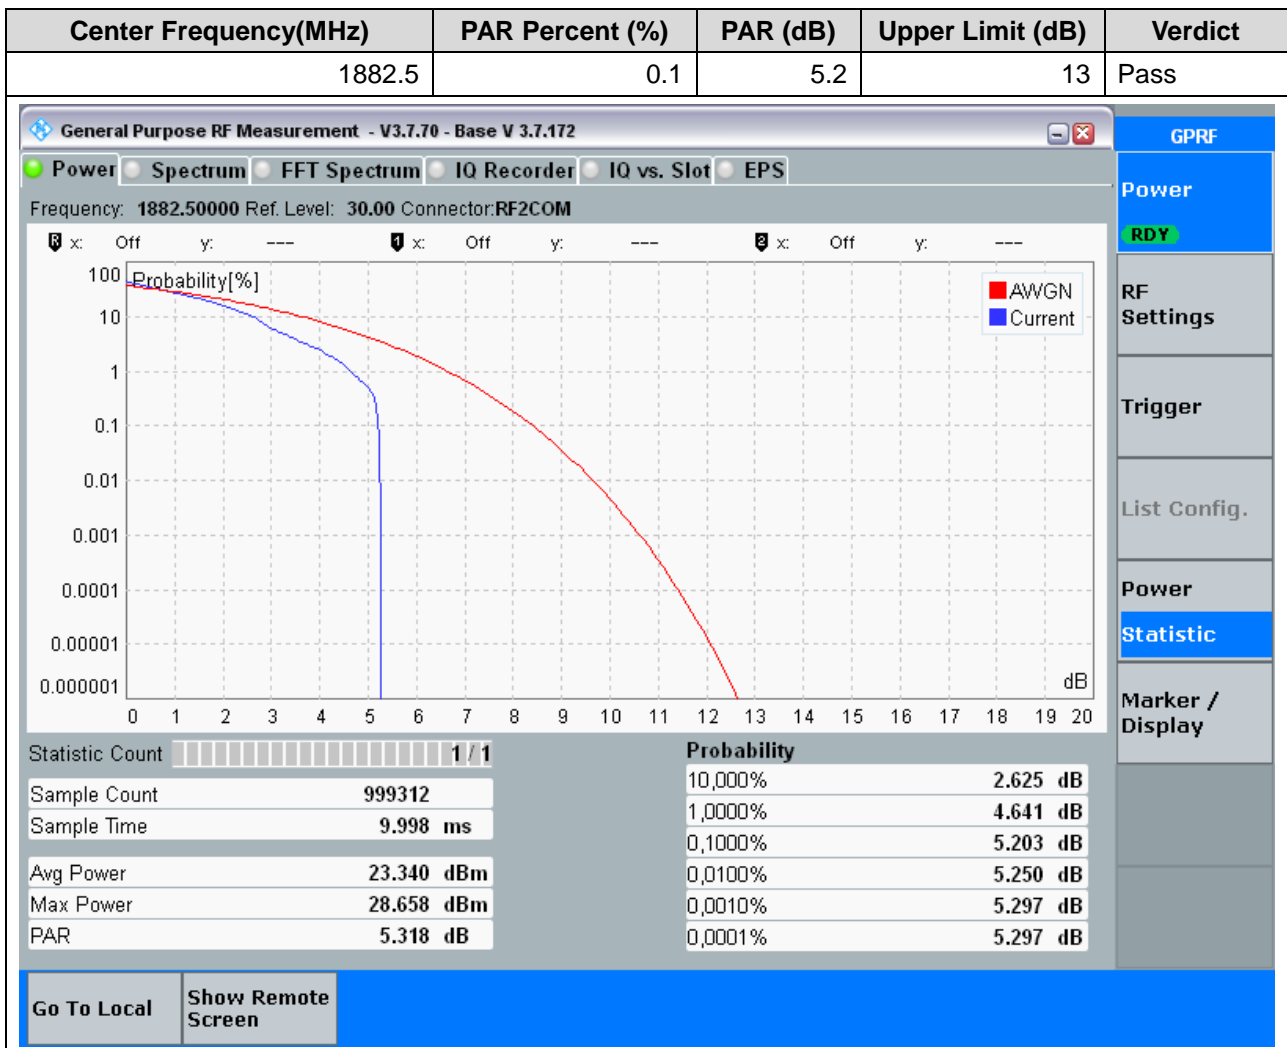 Center Frequency(MHz) PAR Percent (%) PAR (dB) Upper Limit (dB) Verdict
1882.5 0.1 5.2 13 Pass
General Purpose RF Measurement - V3.7.70 - Base V 3.7.172
GPRF
Power Spectrum FFT Spectrum IQ Recorder IQ vs. Slot EPS
Frequency: 1882.50000 Ref. Level: 30.00 Connector:RF2COM
R x: Off y: --- 1 x: Off y: --- 2 x: Off y: ---
Probability[%]
AWGN
Current
100
10
1
0.1
0.01
0.001
0.0001
0.00001
0.000001
dB
0 1 2 3 4 5 6 7 8 9 10 11 12 13 14 15 16 17 18 19 20
Statistic Count 1 / 1
Sample Count 999312
Sample Time 9.998 ms
Avg Power 23.340 dBm
Max Power 28.658 dBm
PAR 5.318 dB
Probability
10,000% 2.625 dB
1,0000% 4.641 dB
0,1000% 5.203 dB
0,0100% 5.250 dB
0,0010% 5.297 dB
0,0001% 5.297 dB
Power
RDY
RF
Settings
Trigger
List Config.
Power
Statistic
Marker /
Display
Go To Local
Show Remote
Screen